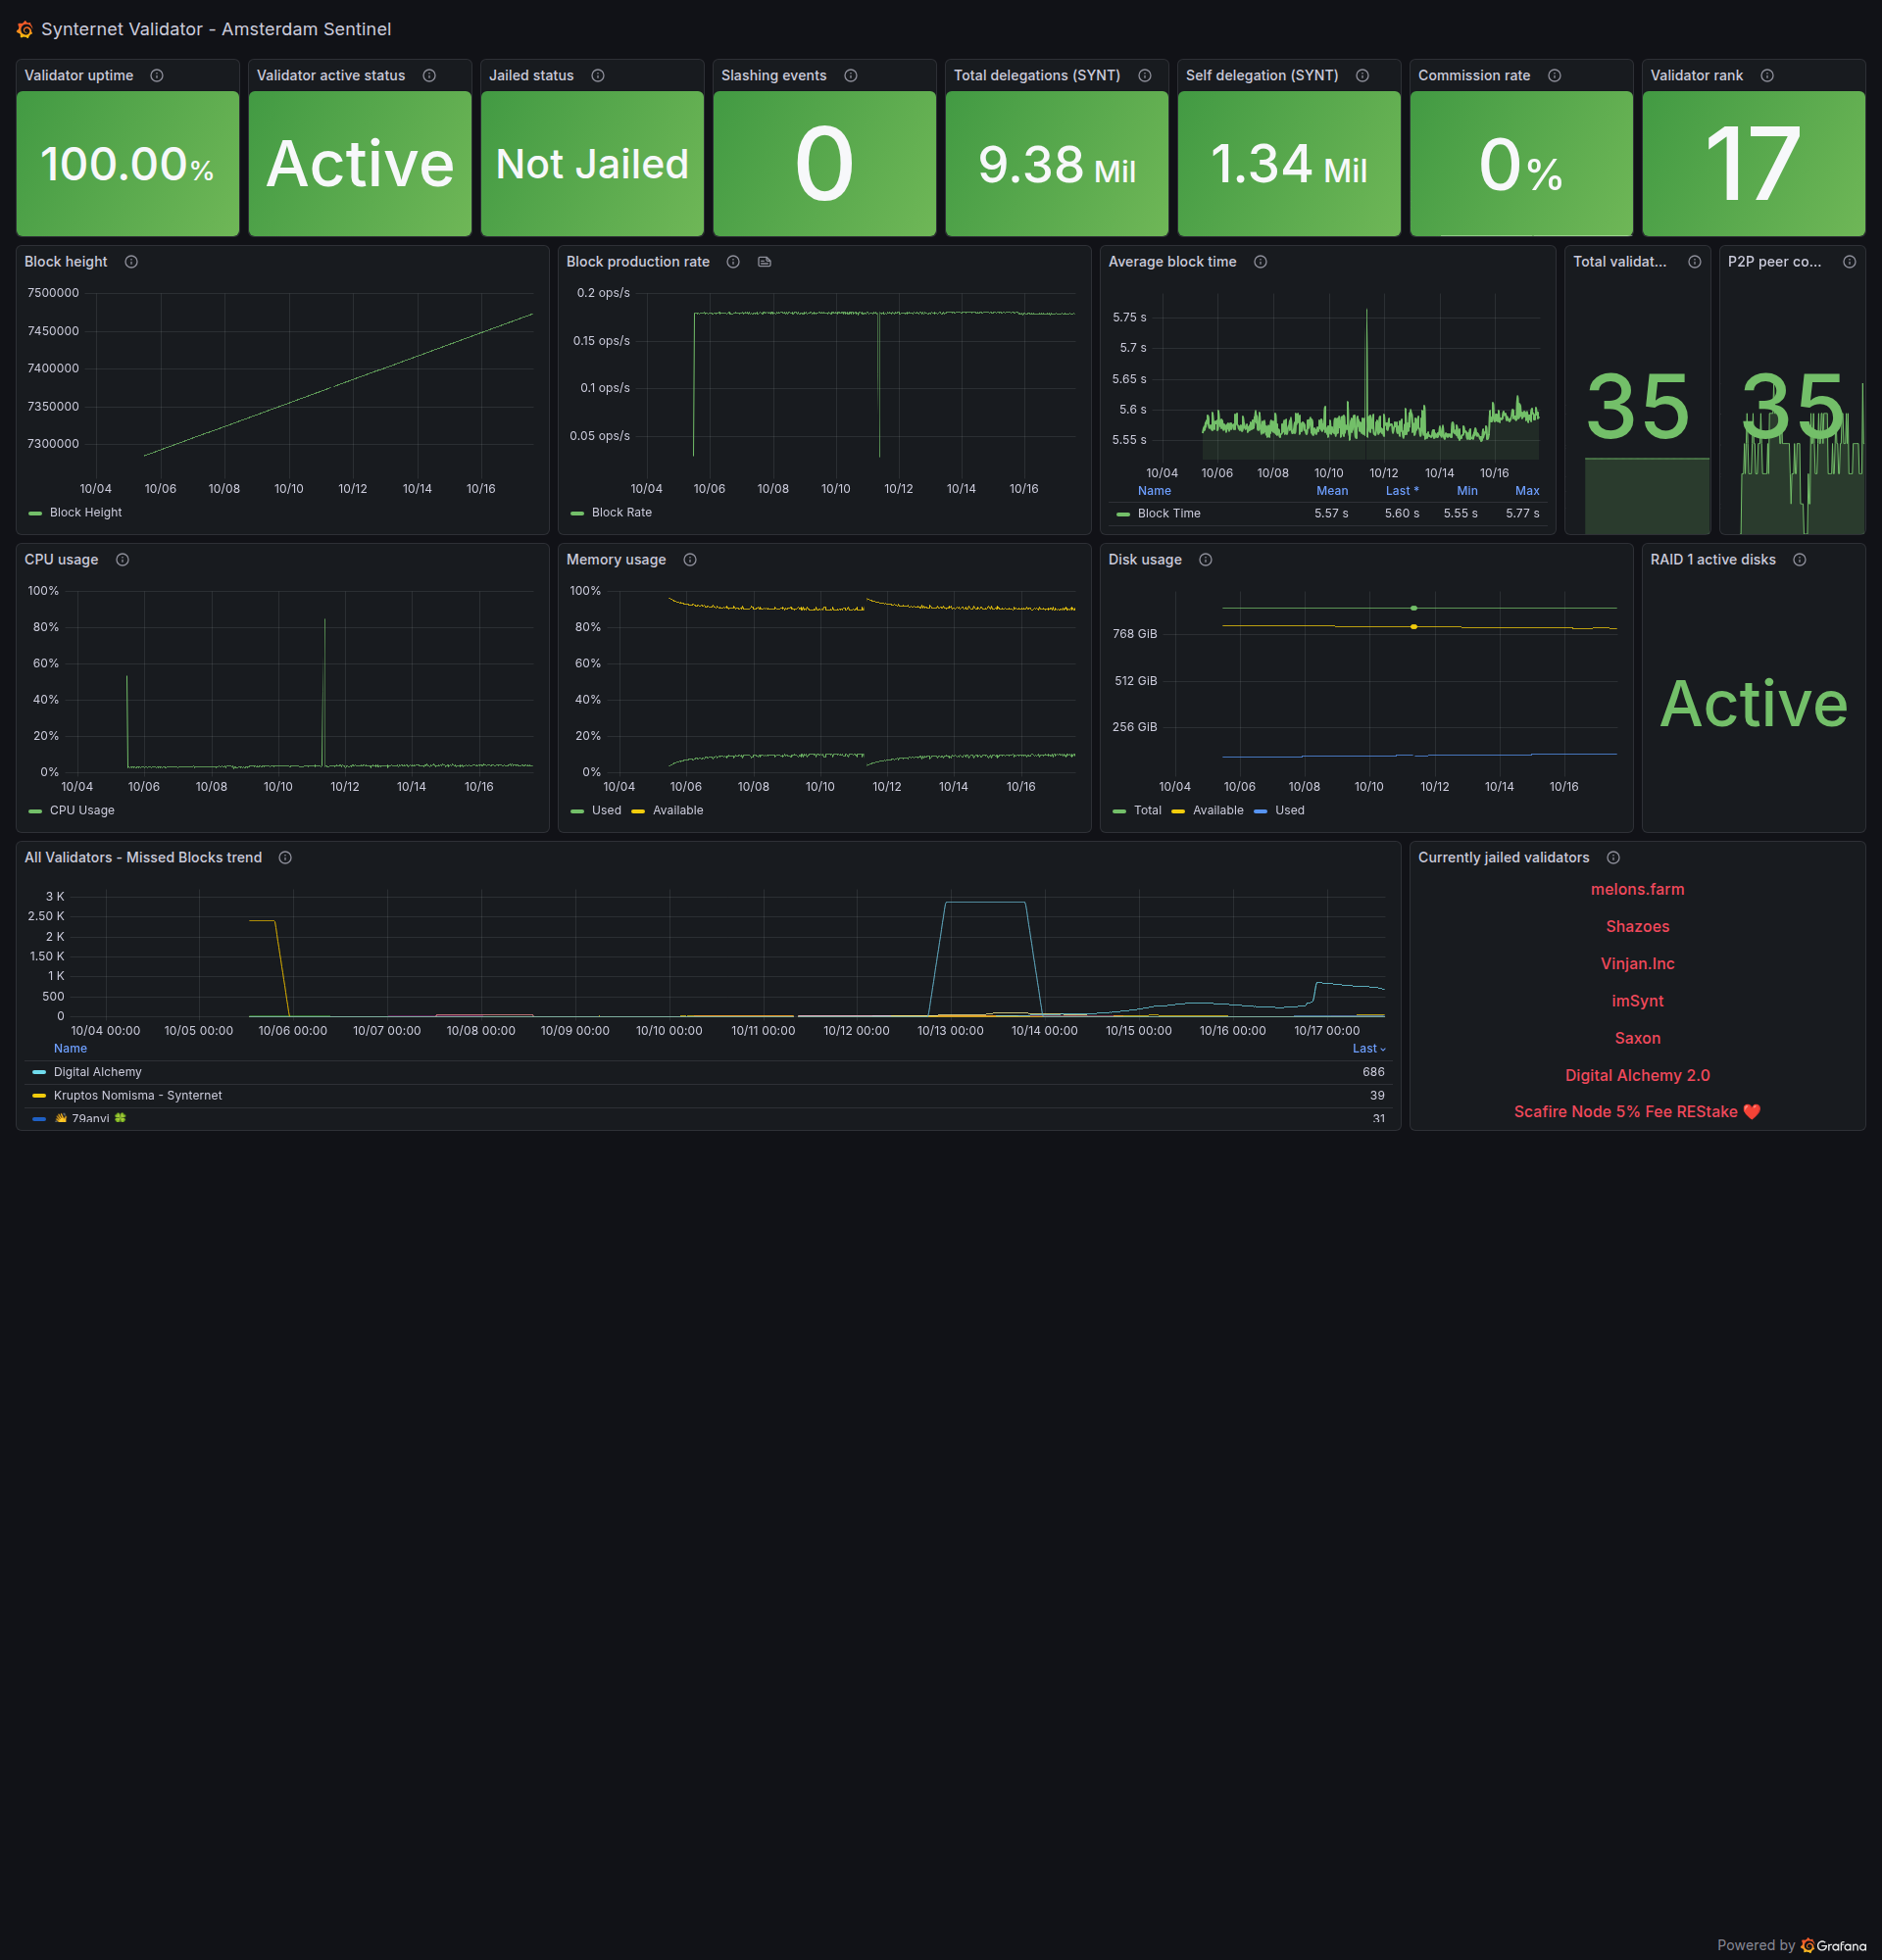 Synternet Validator - Amsterdam Sentinel
Validator uptime
100.00%
Validator active status
Active
Jailed status
Not Jailed
Slashing events
0
Total delegations (SYNT)
9.38 Mil
Self delegation (SYNT)
1.34 Mil
Commission rate
0%
Validator rank
17
Block height
7500000
7450000
7400000
7350000
7300000
10/04 10/06 10/08 10/10 10/12 10/14 10/16
Block Height
Block production rate
0.2 ops/s
0.15 ops/s
0.1 ops/s
0.05 ops/s
10/04 10/06 10/08 10/10 10/12 10/14 10/16
Block Rate
Average block time
5.75 s
5.7 s
5.65 s
5.6 s
5.55 s
10/04 10/06 10/08 10/10 10/12 10/14 10/16
Name Mean Last * Min Max
Block Time 5.57 s 5.60 s 5.55 s 5.77 s
Total validat...
35
P2P peer co...
35
CPU usage
100%
80%
60%
40%
20%
0%
10/04 10/06 10/08 10/10 10/12 10/14 10/16
CPU Usage
Memory usage
100%
80%
60%
40%
20%
0%
10/04 10/06 10/08 10/10 10/12 10/14 10/16
Used Available
Disk usage
768 GiB
512 GiB
256 GiB
10/04 10/06 10/08 10/10 10/12 10/14 10/16
Total Available Used
RAID 1 active disks
Active
All Validators - Missed Blocks trend
3 K
2.50 K
2 K
1.50 K
1 K
500
0
10/04 00:00 10/05 00:00 10/06 00:00 10/07 00:00 10/08 00:00 10/09 00:00 10/10 00:00 10/11 00:00 10/12 00:00 10/13 00:00 10/14 00:00 10/15 00:00 10/16 00:00 10/17 00:00
Name Last
Digital Alchemy 686
Kruptos Nomisma - Synternet 39
👋 79anvi 🍀 31
Currently jailed validators
melons.farm
Shazoes
Vinjan.Inc
imSynt
Saxon
Digital Alchemy 2.0
Scafire Node 5% Fee REStake ❤️
Powered by Grafana